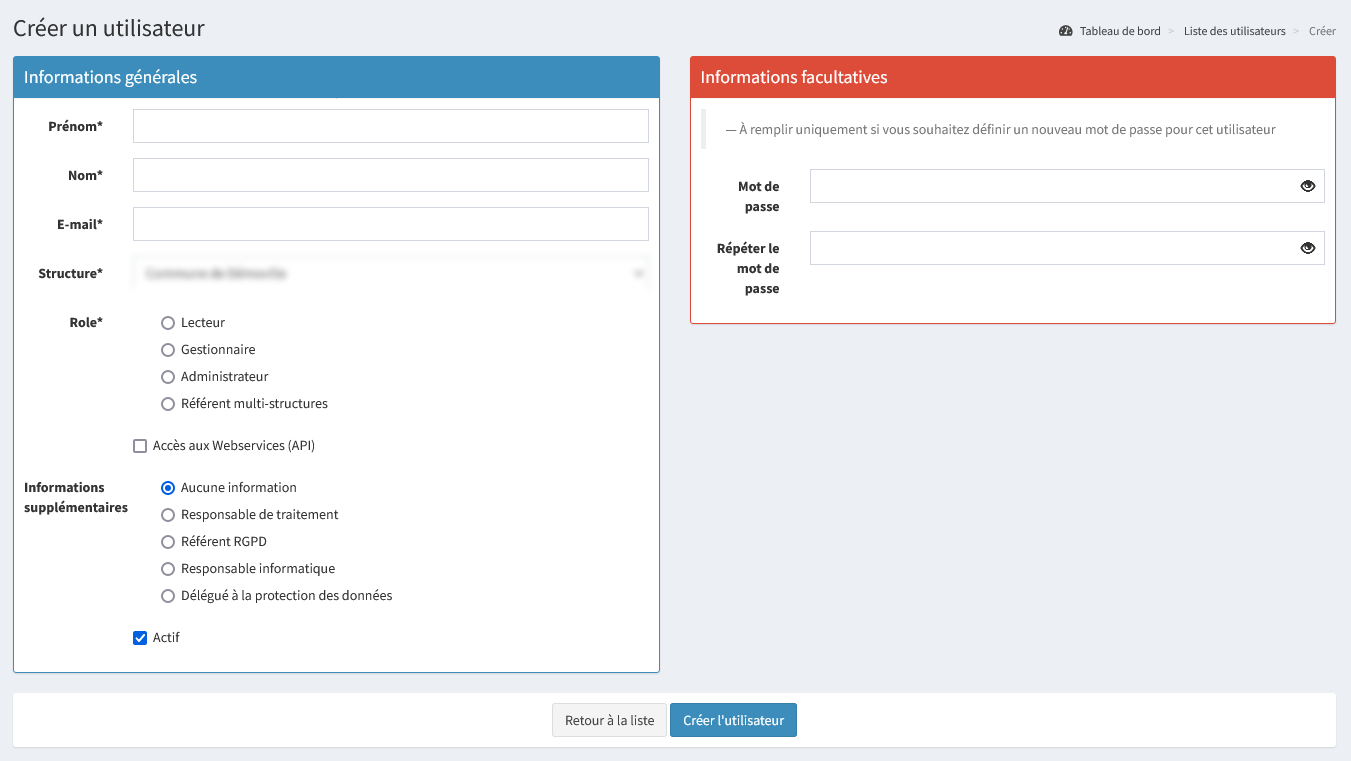 Créer un utilisateur
Tableau de bord > Liste des utilisateurs > Créer
Informations générales
Prénom*
Nom*
E-mail*
Structure*
Role*
Lecteur
Gestionnaire
Administrateur
Référent multi-structures
Accès aux Webservices (API)
Informations
supplémentaires
Aucune information
Responsable de traitement
Référent RGPD
Responsable informatique
Délégué à la protection des données
Actif
Informations facultatives
— À remplir uniquement si vous souhaitez définir un nouveau mot de passe pour cet utilisateur
Mot de
passe
Répéter le
mot de
passe
Retour à la liste
Créer l'utilisateur